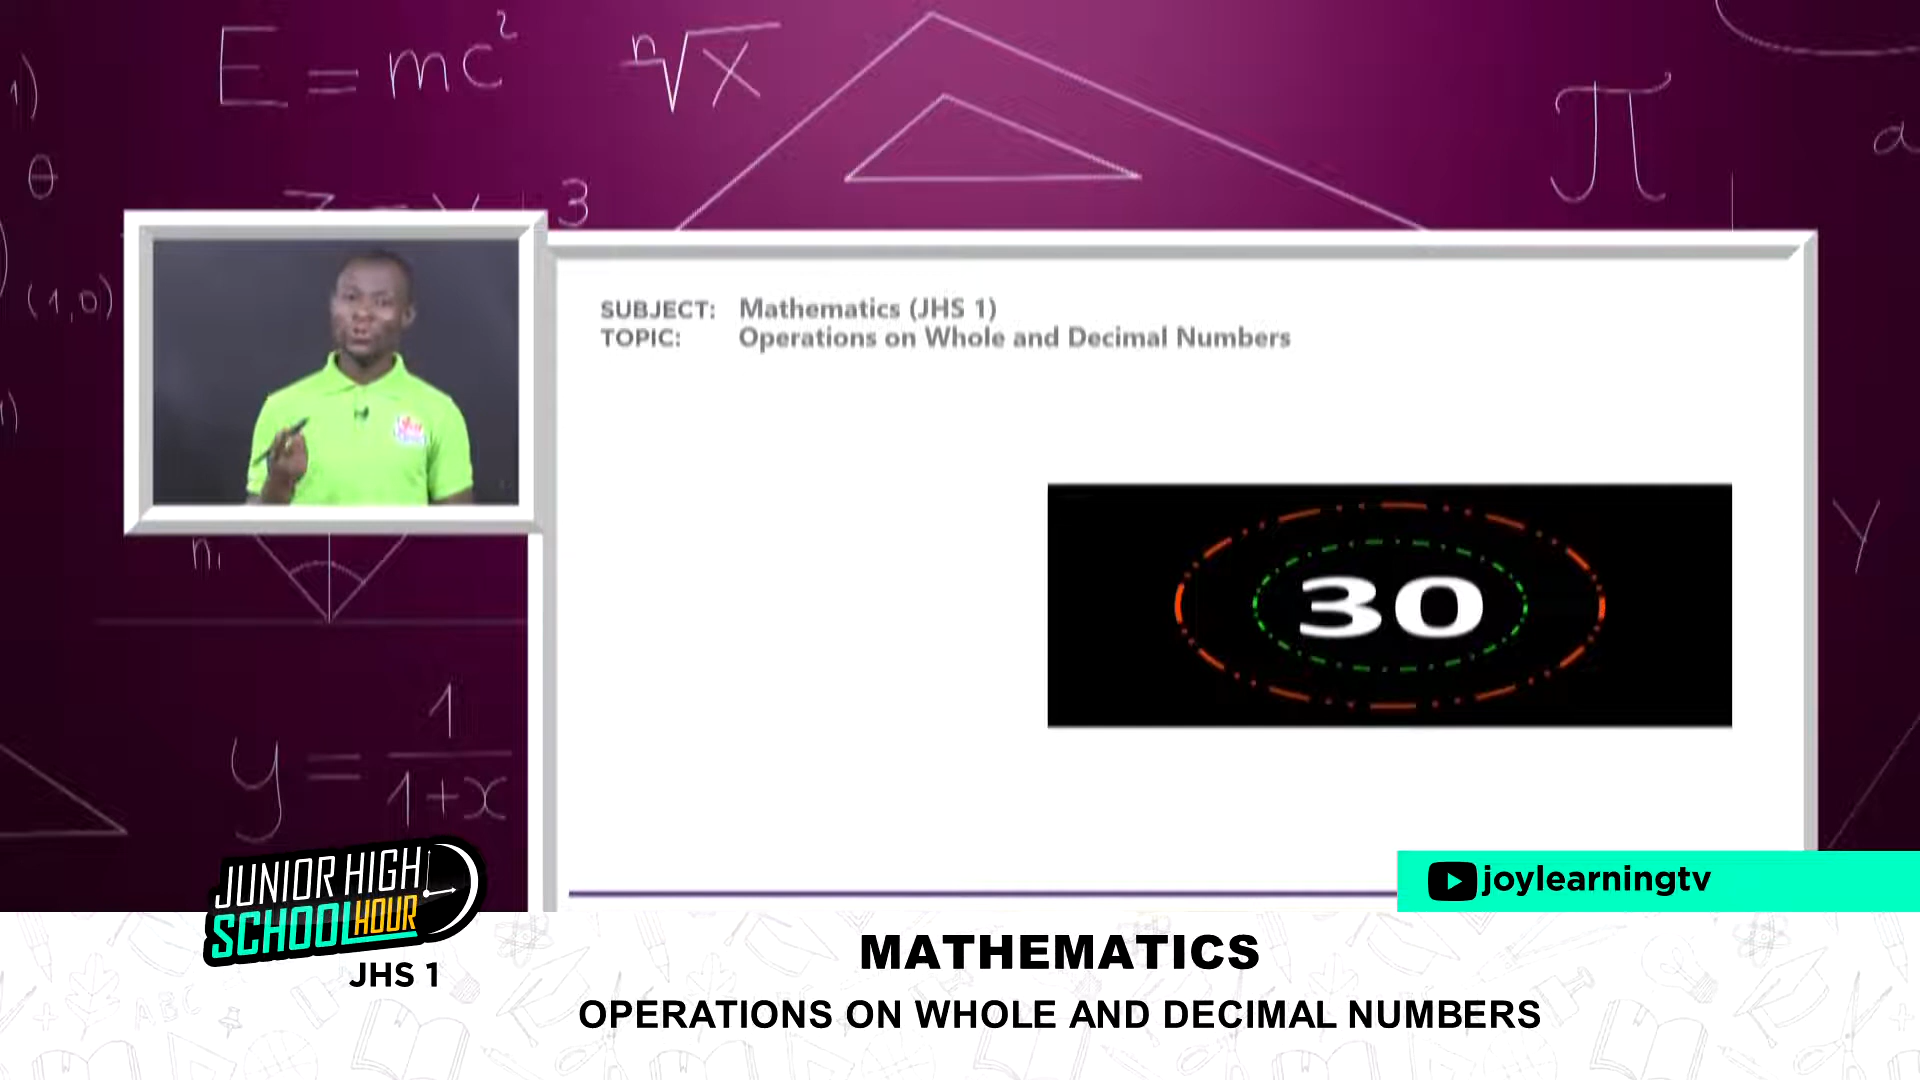 E = mc²
ⁿ√x
π
1)
θ
a
3
(1,0)
SUBJECT: Mathematics (JHS 1)
TOPIC: Operations on Whole and Decimal Numbers
30
y
n
y = 1/(1+x)
JUNIOR HIGH
SCHOOL HOUR
JHS 1
joylearningtv
MATHEMATICS
OPERATIONS ON WHOLE AND DECIMAL NUMBERS